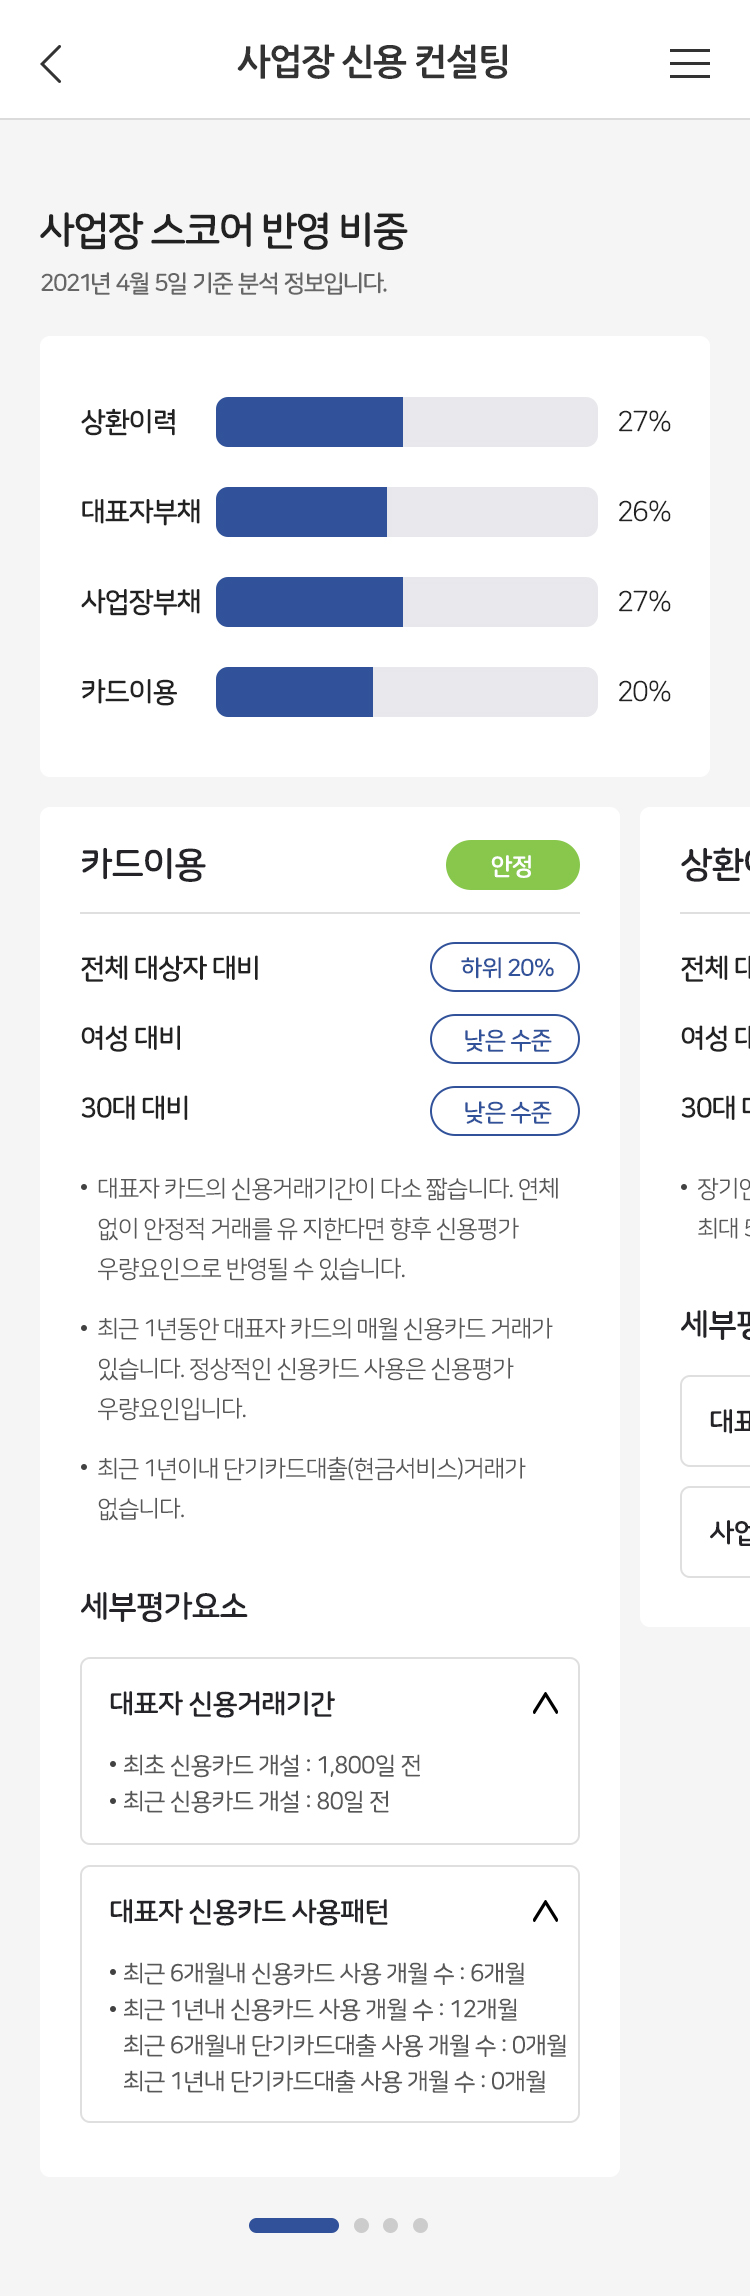 사업장 신용 컨설팅
사업장 스코어 반영 비중
2021년 4월 5일 기준 분석 정보입니다.
상환이력 27%
대표자부채 26%
사업장부채 27%
카드이용 20%
카드이용 안정
전체 대상자 대비 하위 20%
여성 대비 낮은 수준
30대 대비 낮은 수준
• 대표자 카드의 신용거래기간이 다소 짧습니다. 연체
없이 안정적 거래를 유 지한다면 향후 신용평가
우량요인으로 반영될 수 있습니다.
• 최근 1년동안 대표자 카드의 매월 신용카드 거래가
있습니다. 정상적인 신용카드 사용은 신용평가
우량요인입니다.
• 최근 1년이내 단기카드대출(현금서비스)거래가
없습니다.
세부평가요소
대표자 신용거래기간
• 최초 신용카드 개설 : 1,800일 전
• 최근 신용카드 개설 : 80일 전
대표자 신용카드 사용패턴
• 최근 6개월내 신용카드 사용 개월 수 : 6개월
• 최근 1년내 신용카드 사용 개월 수 : 12개월
최근 6개월내 단기카드대출 사용 개월 수 : 0개월
최근 1년내 단기카드대출 사용 개월 수 : 0개월
상환
전체
여성
30대
•
최대
세부
대표